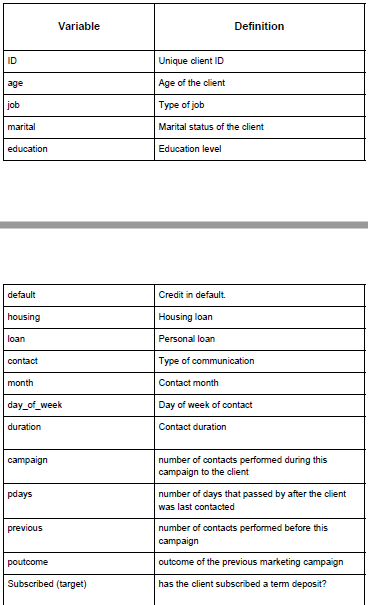 Variable Definition
ID Unique client ID
age Age of the client
job Type of job
marital Marital status of the client
education Education level
default Credit in default.
housing Housing loan
loan Personal loan
contact Type of communication
month Contact month
day_of_week Day of week of contact
duration Contact duration
campaign number of contacts performed during this
campaign to the client
pdays number of days that passed by after the client
was last contacted
previous number of contacts performed before this
campaign
poutcome outcome of the previous marketing campaign
Subscribed (target) has the client subscribed a term deposit?